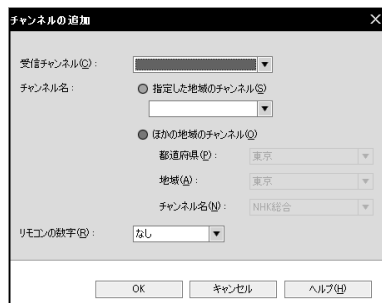 チャンネルの追加
受信チャンネル(C)：
チャンネル名：
指定した地域のチャンネル(S)
ほかの地域のチャンネル(O)
都道府県(P)：
東京
地域(A)：
東京
チャンネル名(N)：
NHK総合
リモコンの数字(R)：
なし
OK
キャンセル
ヘルプ(H)